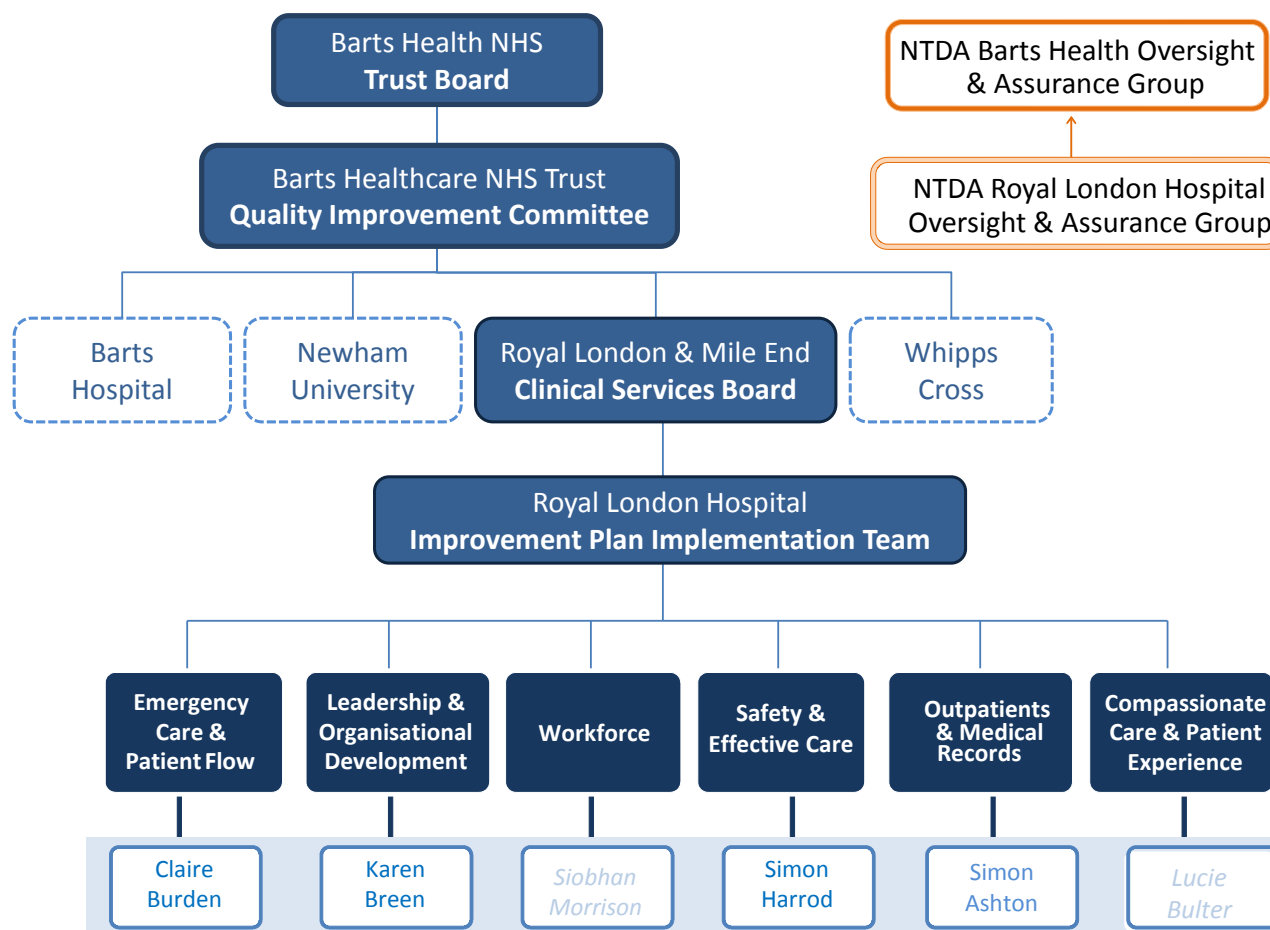 Barts Health NHS
Trust Board
NTDA Barts Health Oversight
& Assurance Group
Barts Healthcare NHS Trust
Quality Improvement Committee
NTDA Royal London Hospital
Oversight & Assurance Group
Barts
Hospital
Newham
University
Royal London & Mile End
Clinical Services Board
Whipps
Cross
Royal London Hospital
Improvement Plan Implementation Team
Emergency
Care &
Patient Flow
Leadership &
Organisational
Development
Workforce
Safety &
Effective Care
Outpatients
& Medical
Records
Compassionate
Care & Patient
Experience
Claire
Burden
Karen
Breen
Siobhan
Morrison
Simon
Harrod
Simon
Ashton
Lucie
Bulter